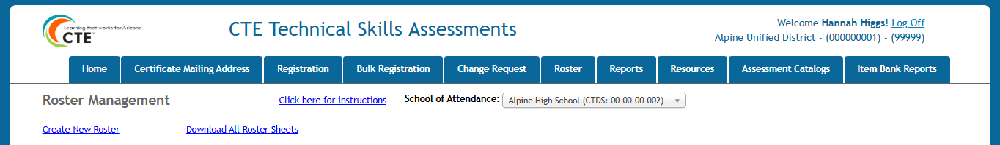 Learning that works for Arizona
CTE™
CTE Technical Skills Assessments
Welcome Hannah Higgs! Log Off
Alpine Unified District - (000000001) - (99999)
Home Certificate Mailing Address Registration Bulk Registration Change Request Roster Reports Resources Assessment Catalogs Item Bank Reports
Roster Management Click here for instructions School of Attendance: Alpine High School (CTDS: 00-00-00-002)
Create New Roster Download All Roster Sheets